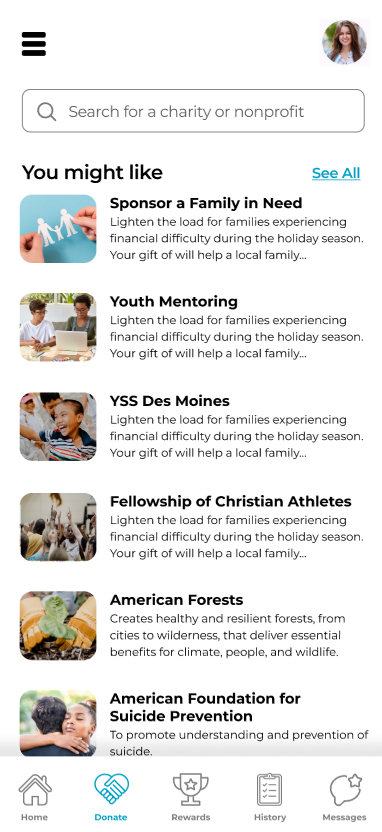 Search for a charity or nonprofit
You might like
See All
Sponsor a Family in Need
Lighten the load for families experiencing
financial difficulty during the holiday season.
Your gift of will help a local family...
Youth Mentoring
Lighten the load for families experiencing
financial difficulty during the holiday season.
Your gift of will help a local family...
YSS Des Moines
Lighten the load for families experiencing
financial difficulty during the holiday season.
Your gift of will help a local family...
Fellowship of Christian Athletes
Lighten the load for families experiencing
financial difficulty during the holiday season.
Your gift of will help a local family...
American Forests
Creates healthy and resilient forests, from
cities to wilderness, that deliver essential
benefits for climate, people, and wildlife.
American Foundation for
Suicide Prevention
To promote understanding and prevention of
suicide.
Home
Donate
Rewards
History
Messages